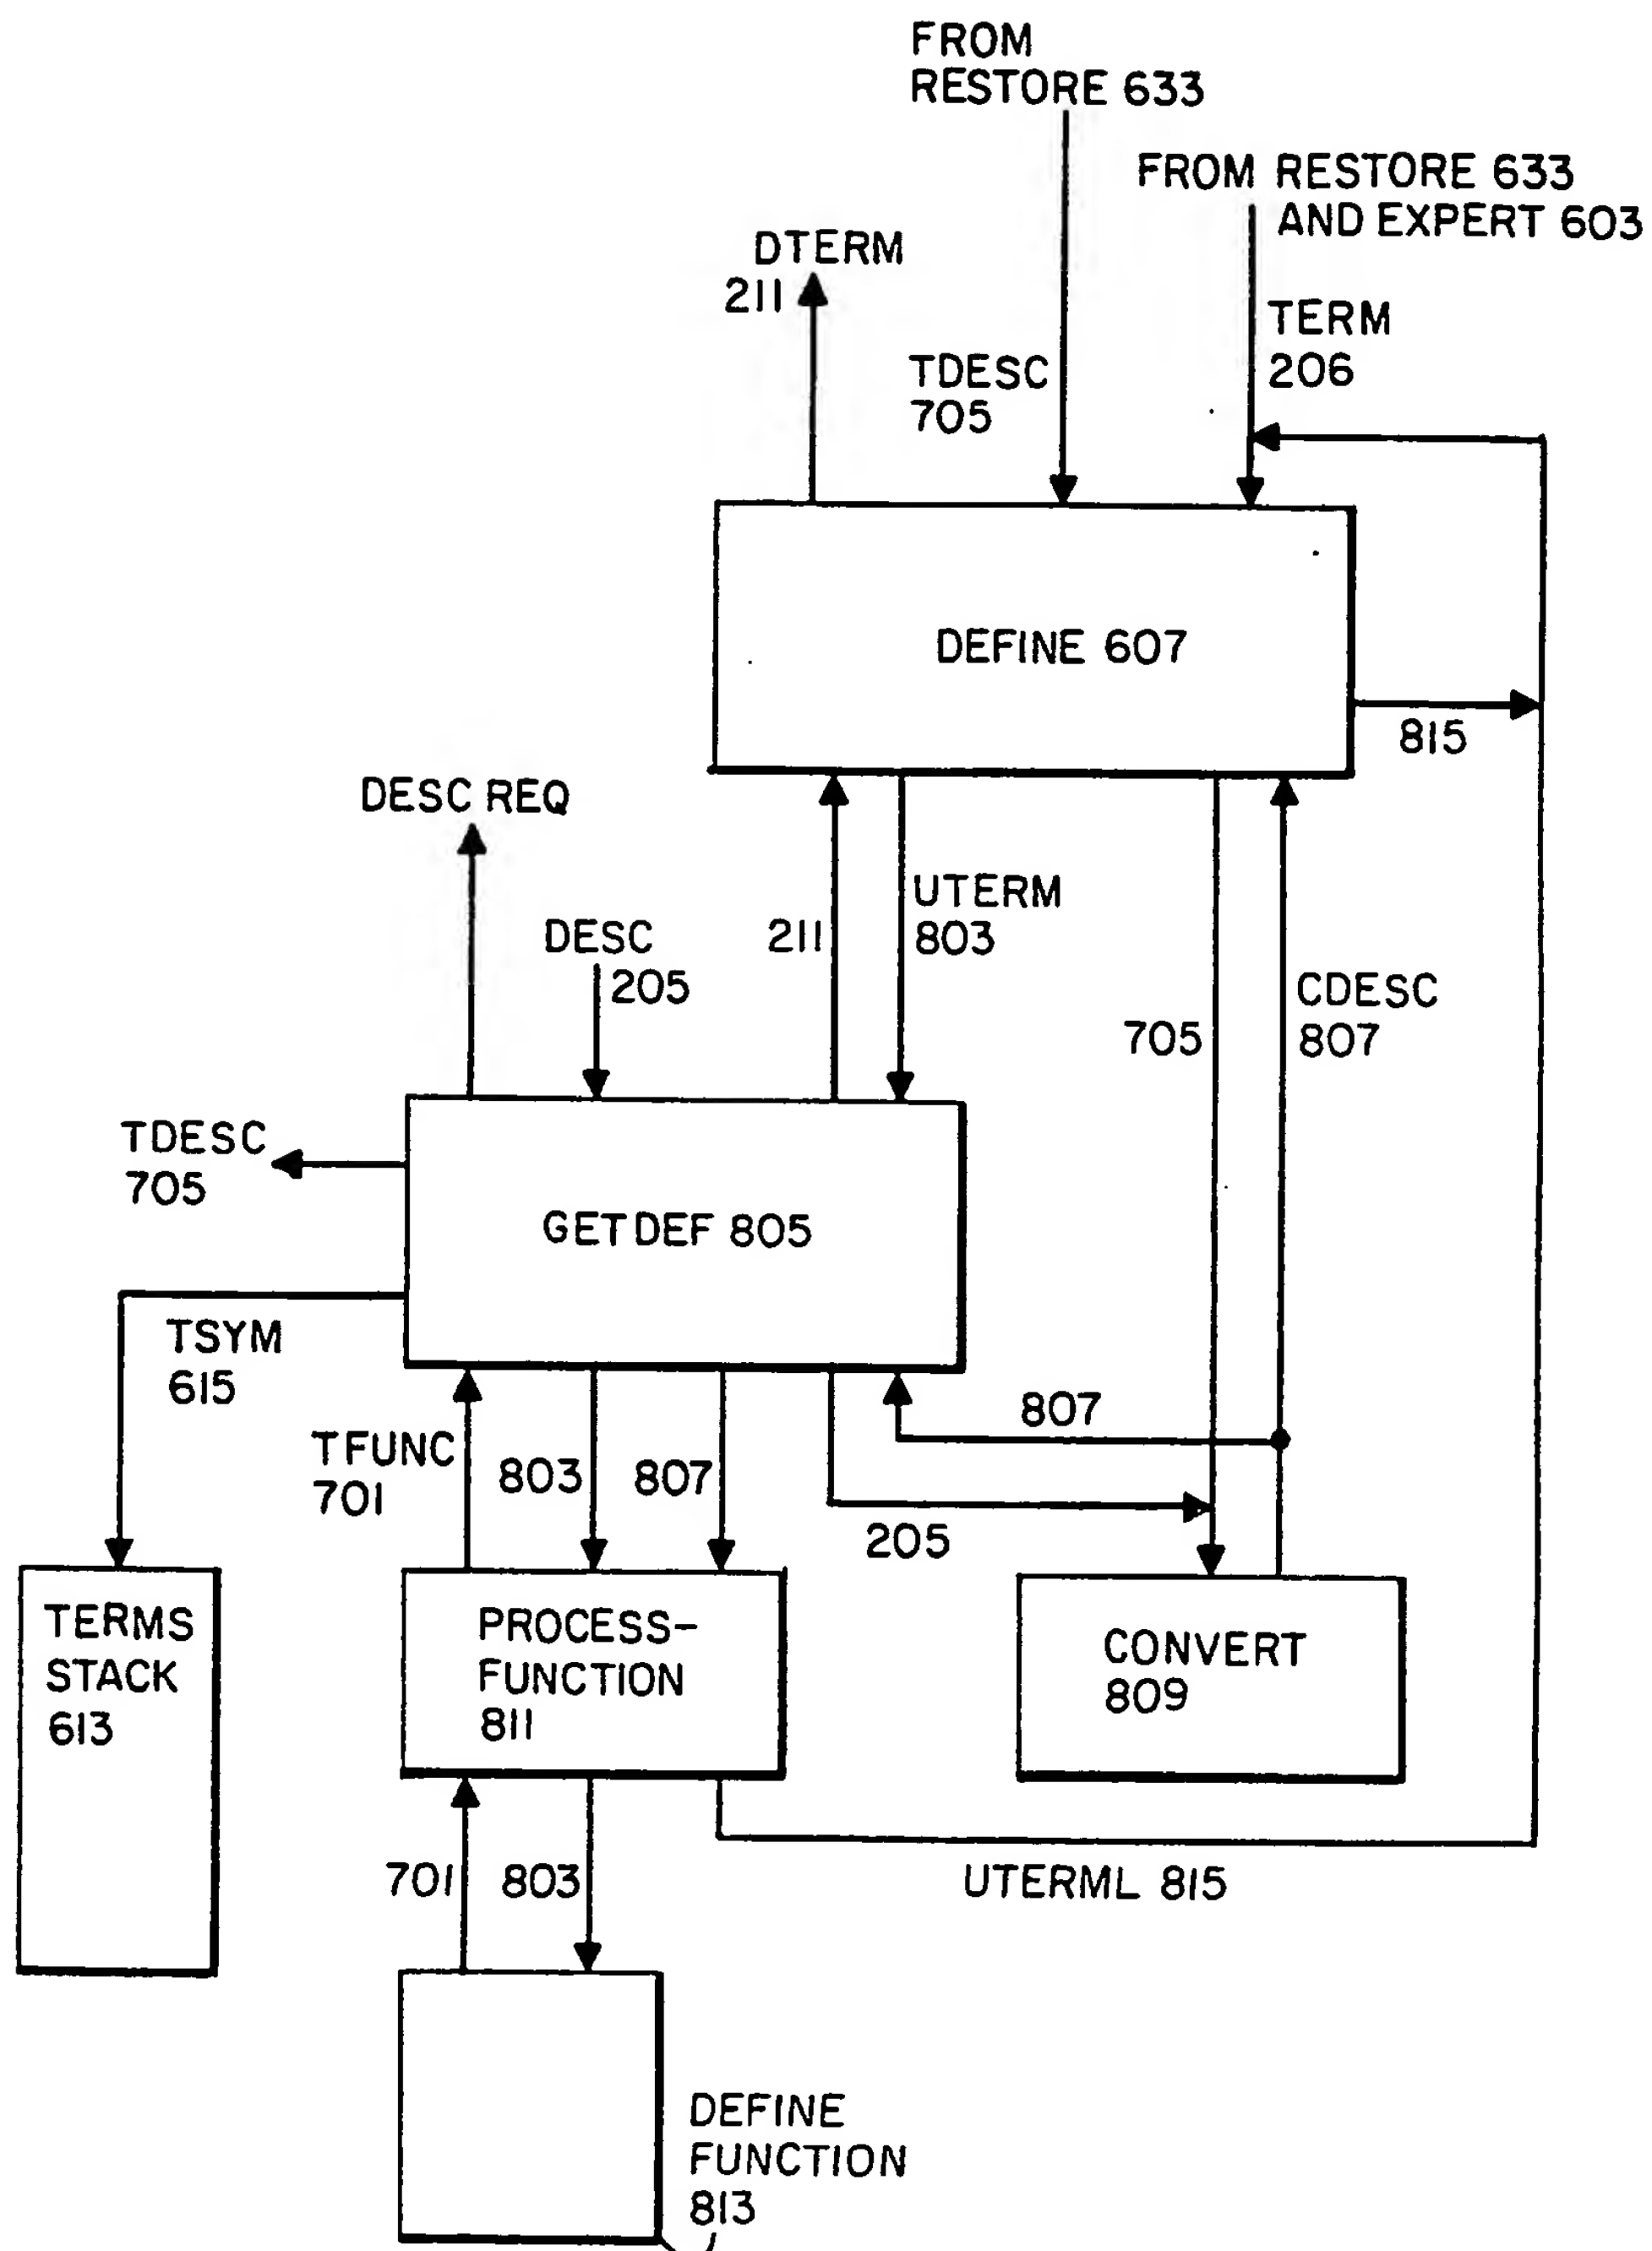 FROM
RESTORE 633
FROM RESTORE 633
AND EXPERT 603
DTERM
211
TERM
206
TDESC
705
DEFINE 607
815
DESC REQ
UTERM
803
211
DESC
205
CDESC
807
705
TDESC
705
GETDEF 805
TSYM
615
807
TFUNC
701
803
807
205
TERMS
STACK
613
PROCESS-
FUNCTION
811
CONVERT
809
701
803
UTERML 815
DEFINE
FUNCTION
813